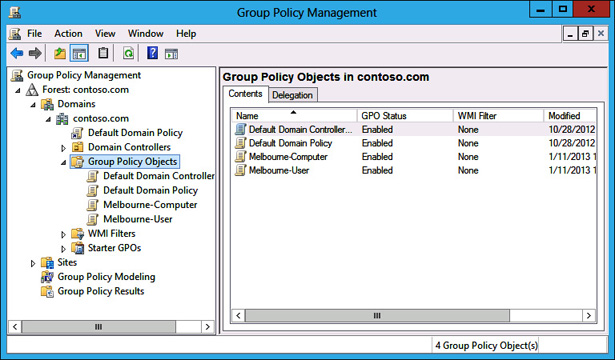 Group Policy Management
File Action View Window Help
Group Policy Management
Forest: contoso.com
Domains
contoso.com
Default Domain Policy
Domain Controllers
Group Policy Objects
Default Domain Controller
Default Domain Policy
Melbourne-Computer
Melbourne-User
WMI Filters
Starter GPOs
Sites
Group Policy Modeling
Group Policy Results
Group Policy Objects in contoso.com
Contents Delegation
Name GPO Status WMI Filter Modified
Default Domain Controller... Enabled None 10/28/2012
Default Domain Policy Enabled None 10/28/2012
Melbourne-Computer Enabled None 1/11/2013 1
Melbourne-User Enabled None 1/11/2013 1
4 Group Policy Object(s)